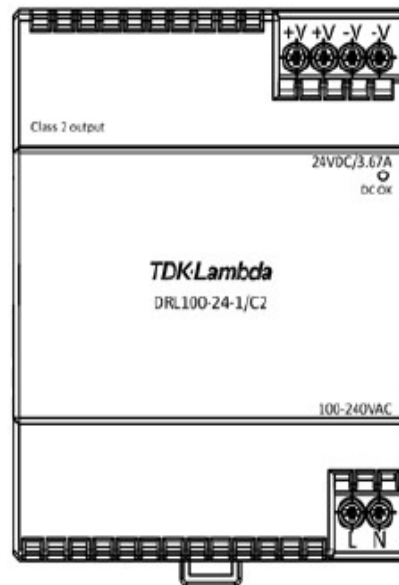 +V +V -V -V
Class 2 output
24VDC/3.67A
DC OK
TDK·Lambda
DRL100-24-1/C2
100-240VAC
L N